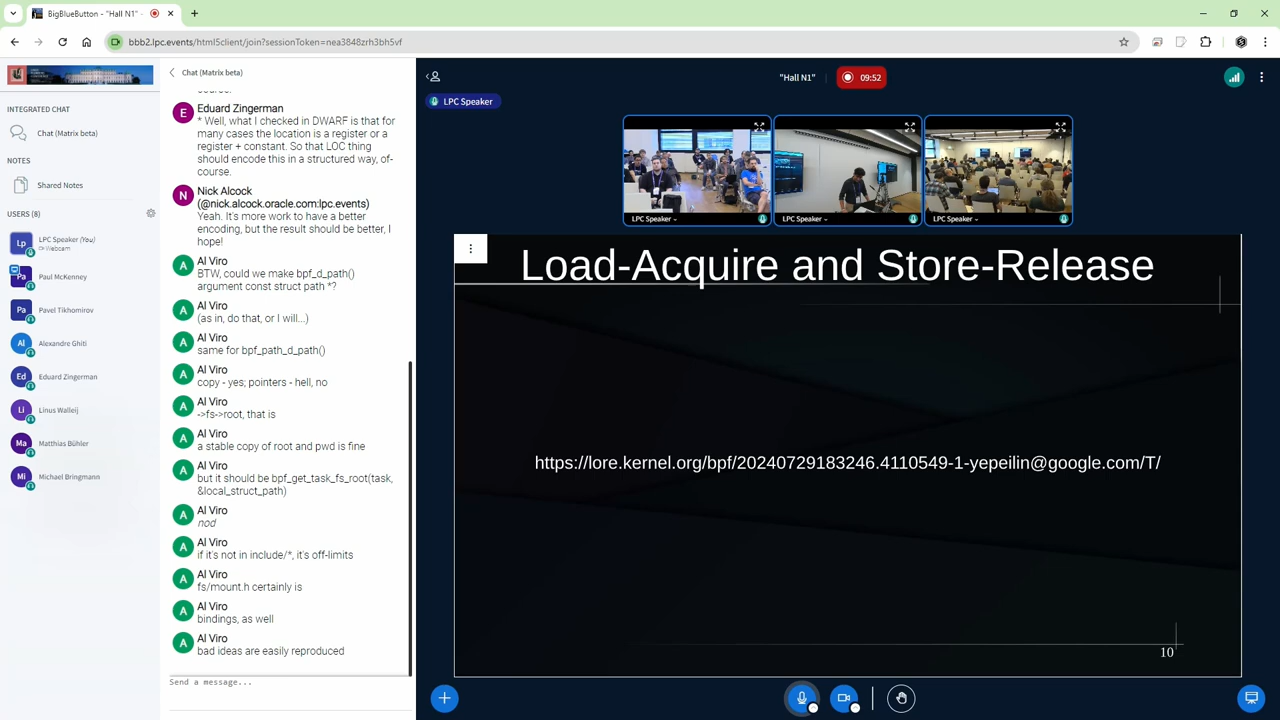 BigBlueButton - "Hall N1" -
bbb2.lpc.events/html5client/join?sessionToken=nea3848zrh3bh5vf
INTEGRATED CHAT
Chat (Matrix beta)
NOTES
Shared Notes
USERS (8)
Lp
LPC Speaker (You)
Webcam
Pa
Paul McKenney
Pa
Pavel Tikhomirov
Al
Alexandre Ghiti
Ed
Eduard Zingerman
Li
Linus Walleij
Ma
Matthias Bühler
Mi
Michael Bringmann
Chat (Matrix beta)
E
Eduard Zingerman
* Well, what I checked in DWARF is that for
many cases the location is a register or a
register + constant. So that LOC thing
should encode this in a structured way, of-
course.
N
Nick Alcock
(@nick.alcock.oracle.com:lpc.events)
Yeah. It's more work to have a better
encoding, but the result should be better, I
hope!
A
Al Viro
BTW, could we make bpf_d_path()
argument const struct path *?
A
Al Viro
(as in, do that, or I will...)
A
Al Viro
same for bpf_path_d_path()
A
Al Viro
copy - yes; pointers - hell, no
A
Al Viro
->fs->root, that is
A
Al Viro
a stable copy of root and pwd is fine
A
Al Viro
but it should be bpf_get_task_fs_root(task,
&local_struct_path)
A
Al Viro
nod
A
Al Viro
if it's not in include/*, it's off-limits
A
Al Viro
fs/mount.h certainly is
A
Al Viro
bindings, as well
A
Al Viro
bad ideas are easily reproduced
Send a message...
"Hall N1"
09:52
LPC Speaker
LPC Speaker
LPC Speaker
LPC Speaker
Load-Acquire and Store-Release
https://lore.kernel.org/bpf/20240729183246.4110549-1-yepeilin@google.com/T/
10